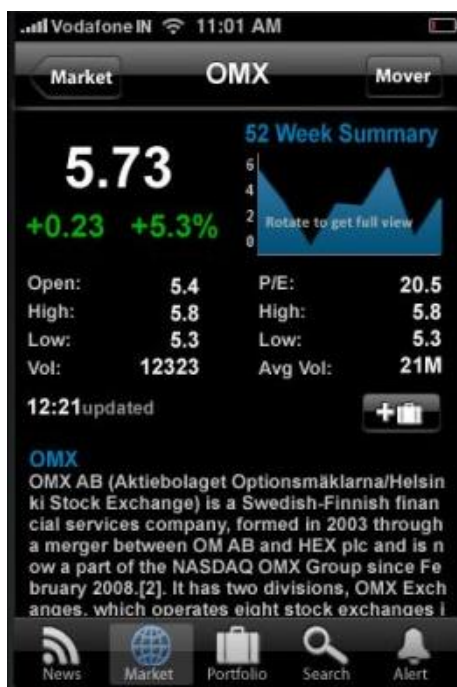 Vodafone IN 11:01 AM
Market OMX Mover
5.73
+0.23 +5.3%
52 Week Summary
6
4
2
0
Rotate to get full view
Open: 5.4
High: 5.8
Low: 5.3
Vol: 12323
P/E: 20.5
High: 5.8
Low: 5.3
Avg Vol: 21M
12:21 updated
+
OMX
OMX AB (Aktiebolaget Optionsmäklarna/Helsin
ki Stock Exchange) is a Swedish-Finnish finan
cial services company, formed in 2003 through
a merger between OM AB and HEX plc and is n
ow a part of the NASDAQ OMX Group since Fe
bruary 2008.[2]. It has two divisions, OMX Exch
anges, which operates eight stock exchanges i
News Market Portfolio Search Alert